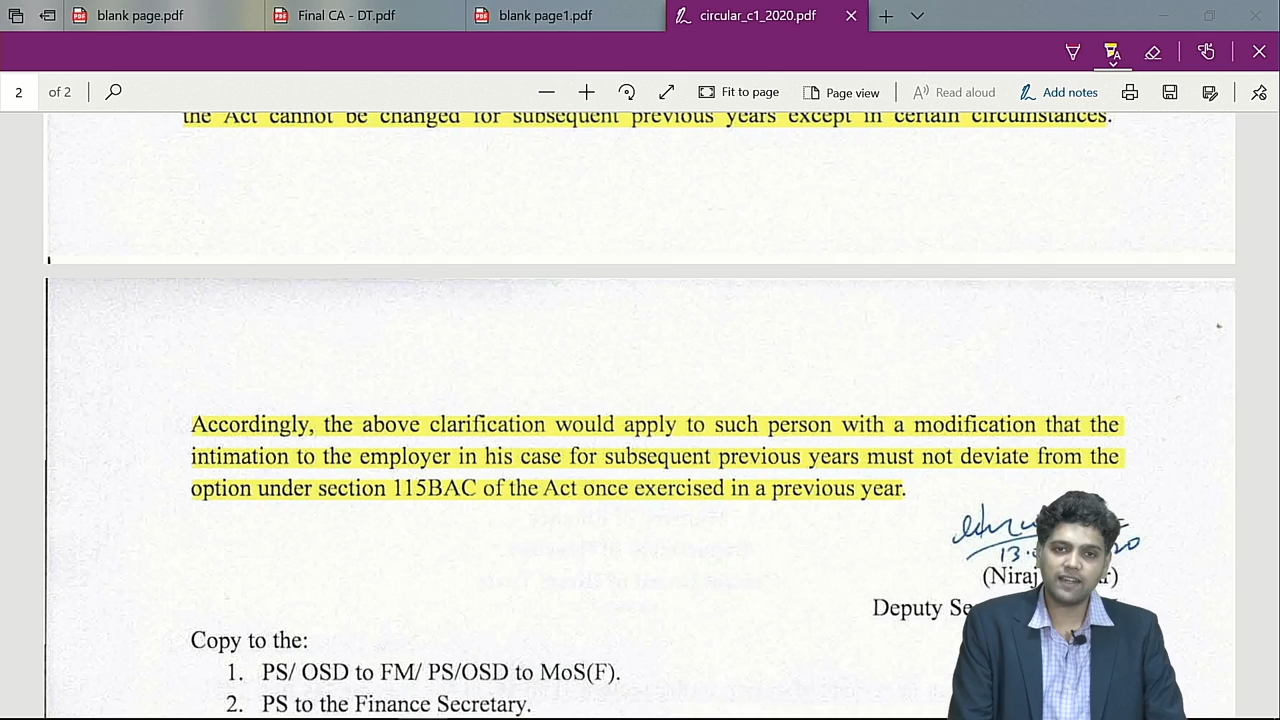 blank page.pdf
Final CA - DT.pdf
blank page1.pdf
circular_c1_2020.pdf
2 of 2
Fit to page
Page view
Read aloud
Add notes
the Act cannot be changed for subsequent previous years except in certain circumstances.
Accordingly, the above clarification would apply to such person with a modification that the
intimation to the employer in his case for subsequent previous years must not deviate from the
option under section 115BAC of the Act once exercised in a previous year.
(Niraj
Deputy
Copy to the:
1. PS/ OSD to FM/ PS/OSD to MoS(F).
2. PS to the Finance Secretary.